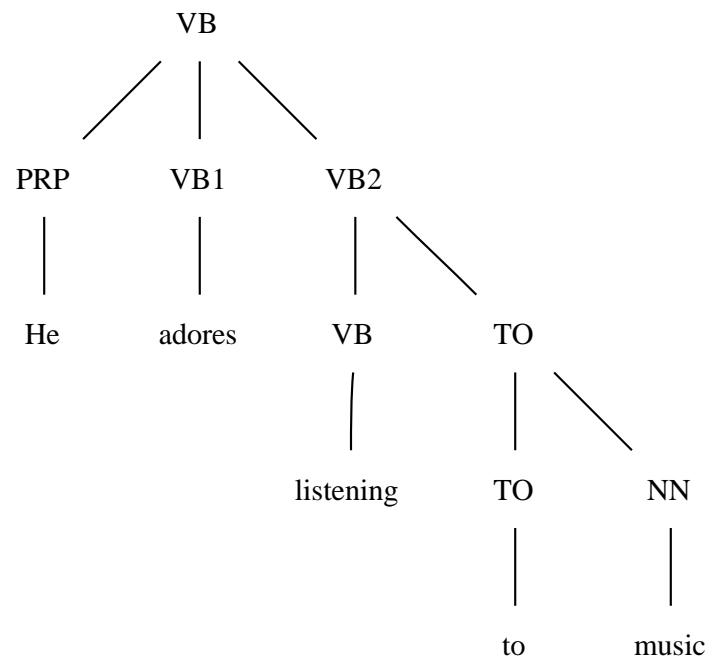 VB
PRP VB1 VB2
He adores VB TO
listening TO NN
to music